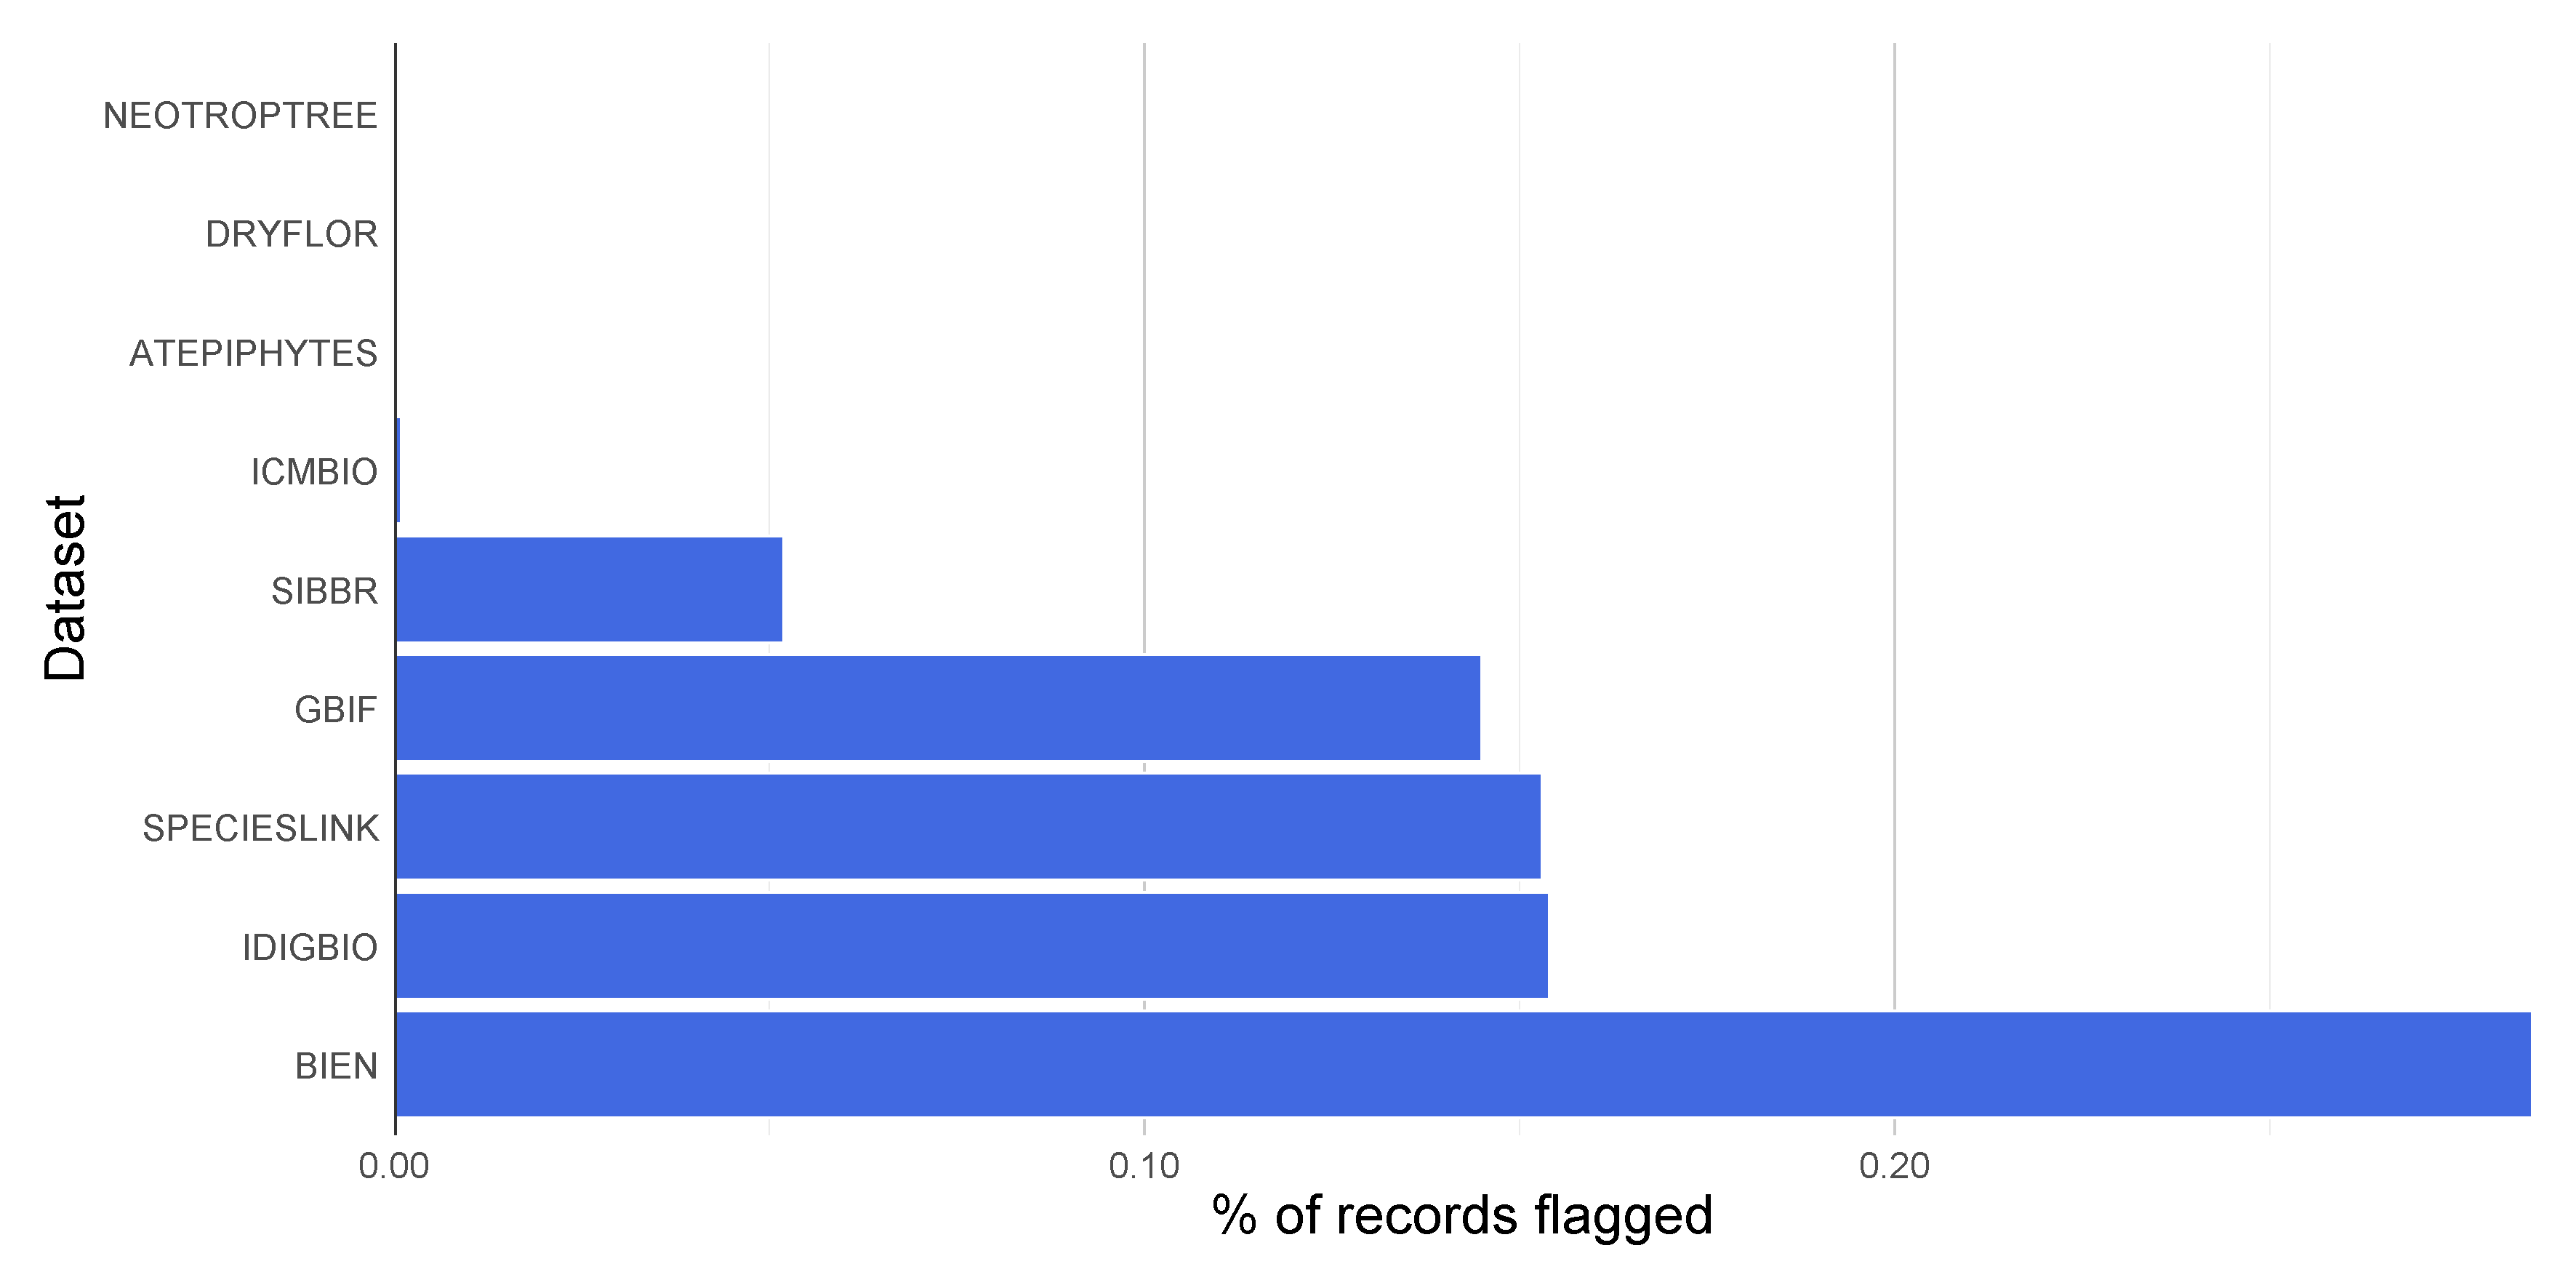 NEOTROPTREE
DRYFLOR
ATEPIPHYTES
ICMBIO
SIBBR
GBIF
SPECIESLINK
IDIGBIO
BIEN
Dataset
0.00 0.10 0.20
% of records flagged